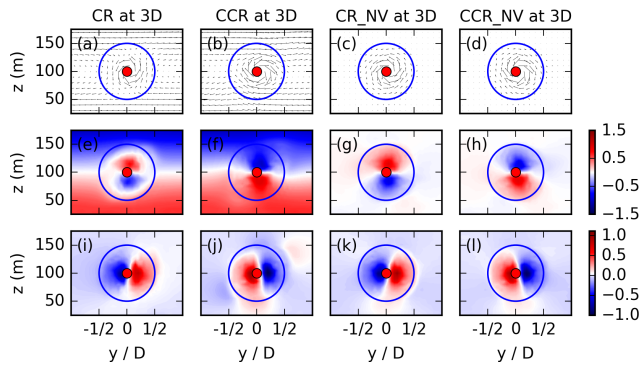 CR at 3D CCR at 3D CR_NV at 3D CCR_NV at 3D
z (m) 150 100 50 (a) (b) (c) (d)
z (m) 150 100 50 (e) (f) (g) (h) 1.5 0.5 −0.5 −1.5
z (m) 150 100 50 (i) (j) (k) (l) 1.0 0.5 0.0 −0.5 −1.0
-1/2 0 1/2 -1/2 0 1/2 -1/2 0 1/2 -1/2 0 1/2
y / D y / D y / D y / D